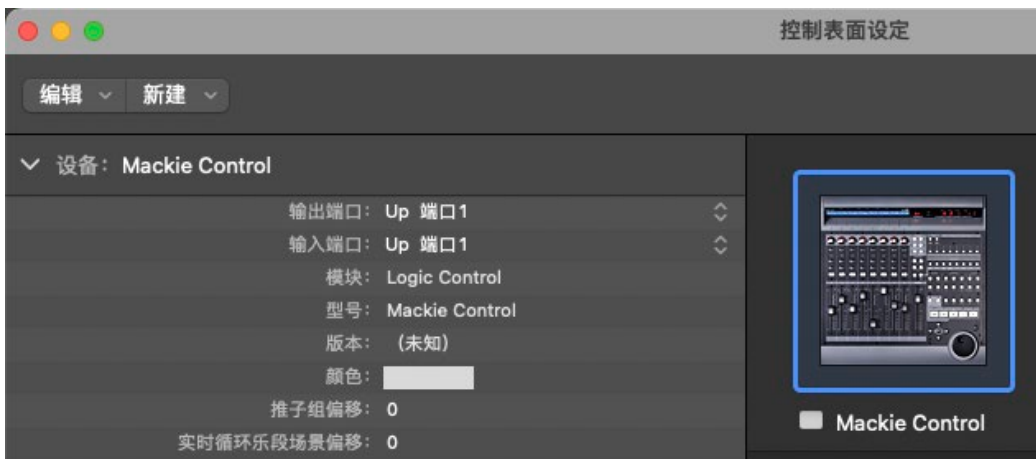 控制表面设定
编辑 新建
设备：Mackie Control
输出端口：Up 端口1
输入端口：Up 端口1
模块：Logic Control
型号：Mackie Control
版本：（未知）
颜色：
推子组偏移：0
实时循环乐段场景偏移：0
Mackie Control